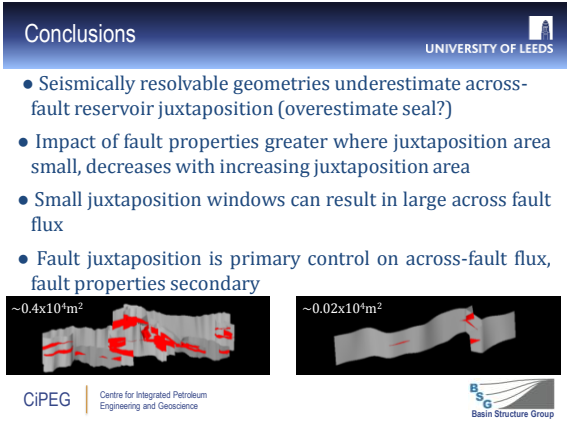 Conclusions
UNIVERSITY OF LEEDS
● Seismically resolvable geometries underestimate across-
fault reservoir juxtaposition (overestimate seal?)
● Impact of fault properties greater where juxtaposition area
small, decreases with increasing juxtaposition area
● Small juxtaposition windows can result in large across fault
flux
● Fault juxtaposition is primary control on across-fault flux,
fault properties secondary
~0.4x10⁴m²
~0.02x10⁴m²
CiPEG
Centre for Integrated Petroleum
Engineering and Geoscience
BSG
Basin Structure Group